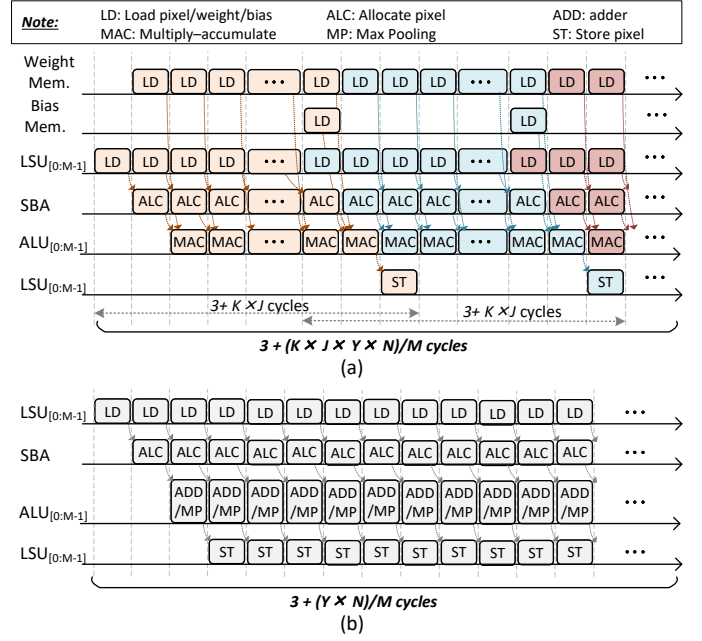 Note: LD: Load pixel/weight/bias ALC: Allocate pixel ADD: adder
MAC: Multiply–accumulate MP: Max Pooling ST: Store pixel
Weight
Mem. LD LD LD ••• LD LD LD LD ••• LD LD LD •••
Bias
Mem. LD LD •••
LSU[0:M-1] LD LD LD LD ••• LD LD LD LD ••• LD LD LD •••
SBA ALC ALC ALC ••• ALC ALC ALC ALC ••• ALC ALC ALC •••
ALU[0:M-1] MAC MAC ••• MAC MAC MAC MAC ••• MAC MAC MAC •••
LSU[0:M-1] ST ST •••
3+ K ×J cycles 3+ K ×J cycles
3 + (K × J × Y × N)/M cycles
(a)
LSU[0:M-1] LD LD LD LD LD LD LD LD LD LD LD LD LD •••
SBA ALC ALC ALC ALC ALC ALC ALC ALC ALC ALC ALC ALC •••
ALU[0:M-1] ADD ADD ADD ADD ADD ADD ADD ADD ADD ADD ADD •••
/MP /MP /MP /MP /MP /MP /MP /MP /MP /MP /MP
LSU[0:M-1] ST ST ST ST ST ST ST ST ST ST •••
3 + (Y × N)/M cycles
(b)